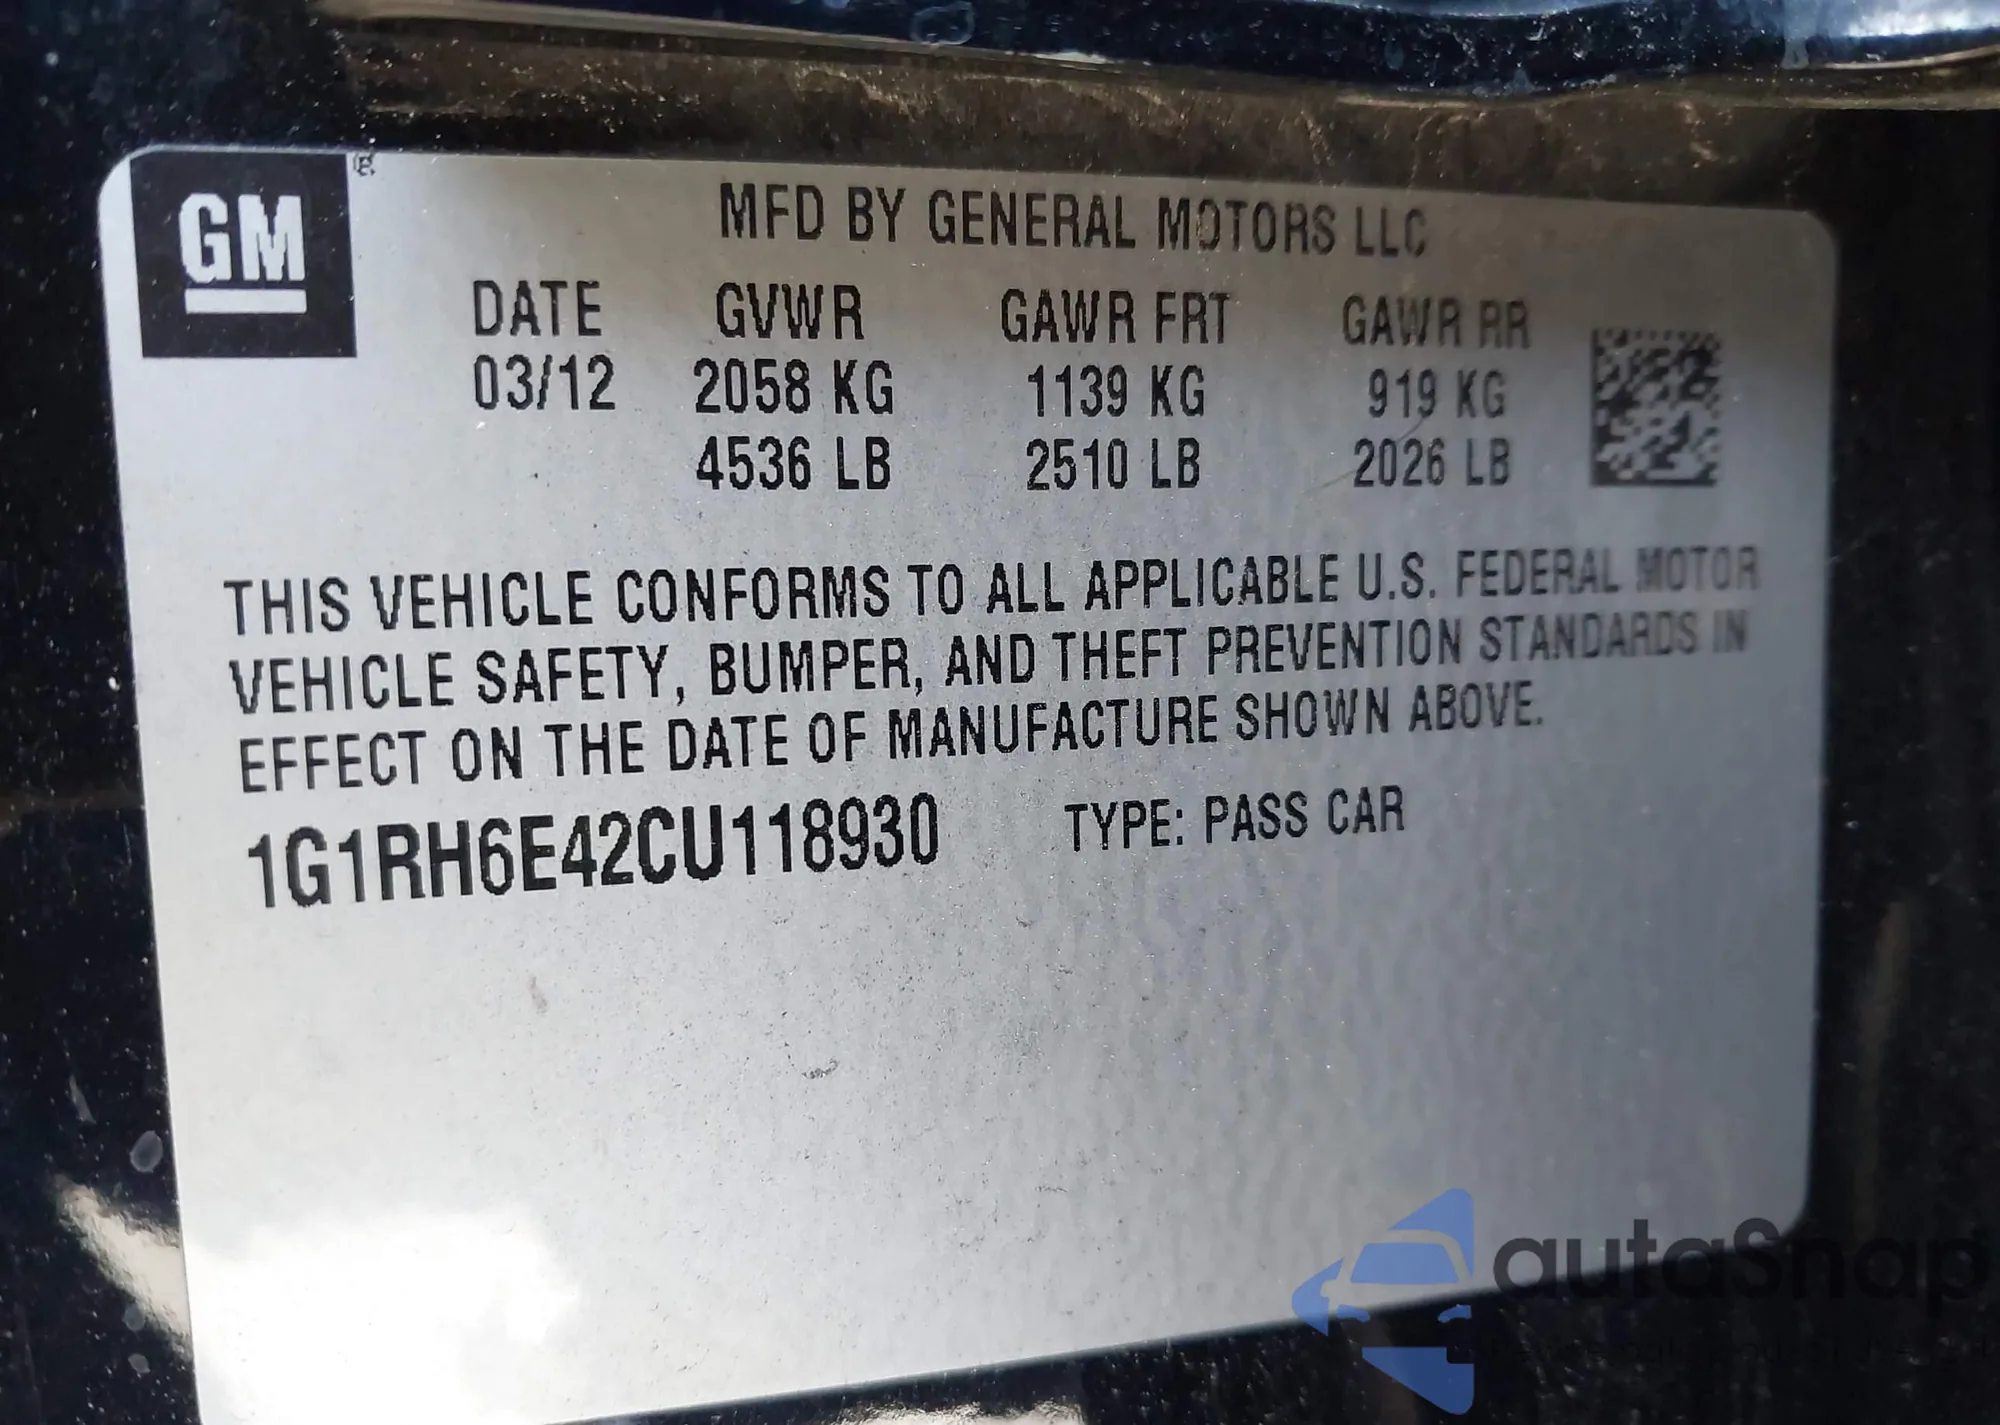 GM
MFD BY GENERAL MOTORS LLC
DATE GVWR GAWR FRT GAWR RR
03/12 2058 KG 1139 KG 919 KG
4536 LB 2510 LB 2026 LB
THIS VEHICLE CONFORMS TO ALL APPLICABLE U.S. FEDERAL MOTOR
VEHICLE SAFETY, BUMPER, AND THEFT PREVENTION STANDARDS IN
EFFECT ON THE DATE OF MANUFACTURE SHOWN ABOVE.
1G1RH6E42CU118930 TYPE: PASS CAR
autaSnap